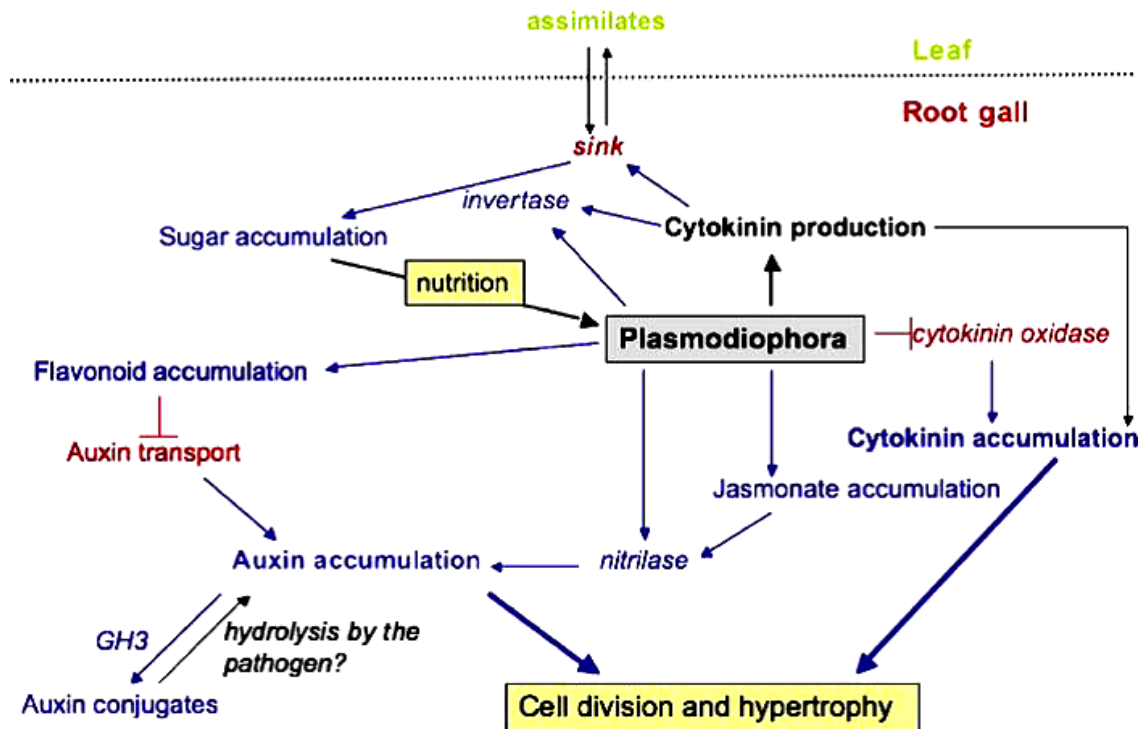 assimilates
Leaf
Root gall
sink
invertase
Cytokinin production
Sugar accumulation
nutrition
Plasmodiophora
cytokinin oxidase
Flavonoid accumulation
Cytokinin accumulation
Auxin transport
Jasmonate accumulation
Auxin accumulation
nitrilase
GH3
hydrolysis by the
pathogen?
Auxin conjugates
Cell division and hypertrophy